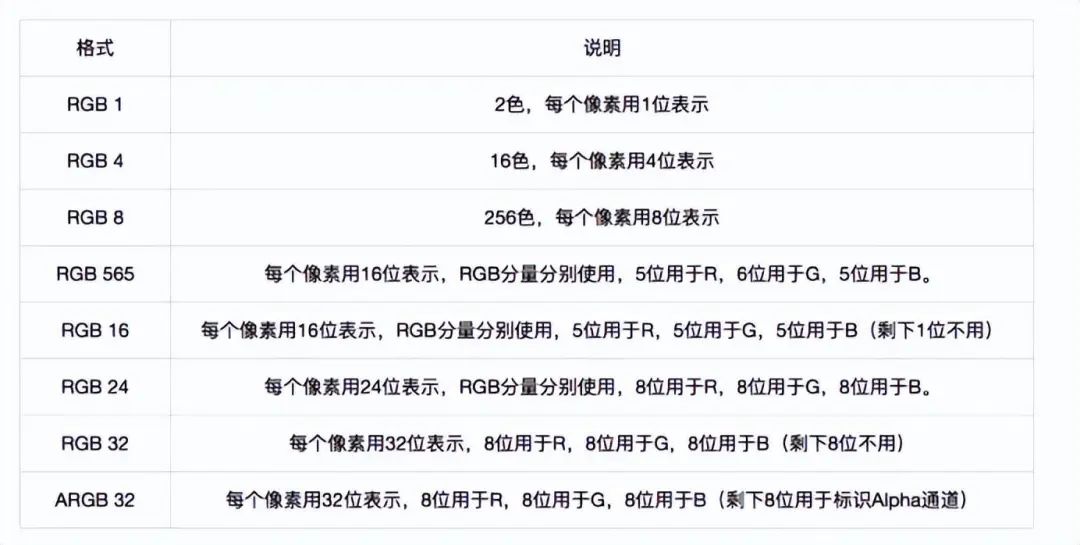 格式 说明
RGB 1 2色，每个像素用1位表示
RGB 4 16色，每个像素用4位表示
RGB 8 256色，每个像素用8位表示
RGB 565 每个像素用16位表示，RGB分量分别使用，5位用于R，6位用于G，5位用于B。
RGB 16 每个像素用16位表示，RGB分量分别使用，5位用于R，5位用于G，5位用于B（剩下1位不用）
RGB 24 每个像素用24位表示，RGB分量分别使用，8位用于R，8位用于G，8位用于B。
RGB 32 每个像素用32位表示，8位用于R，8位用于G，8位用于B（剩下8位不用）
ARGB 32 每个像素用32位表示，8位用于R，8位用于G，8位用于B（剩下8位用于标识Alpha通道）